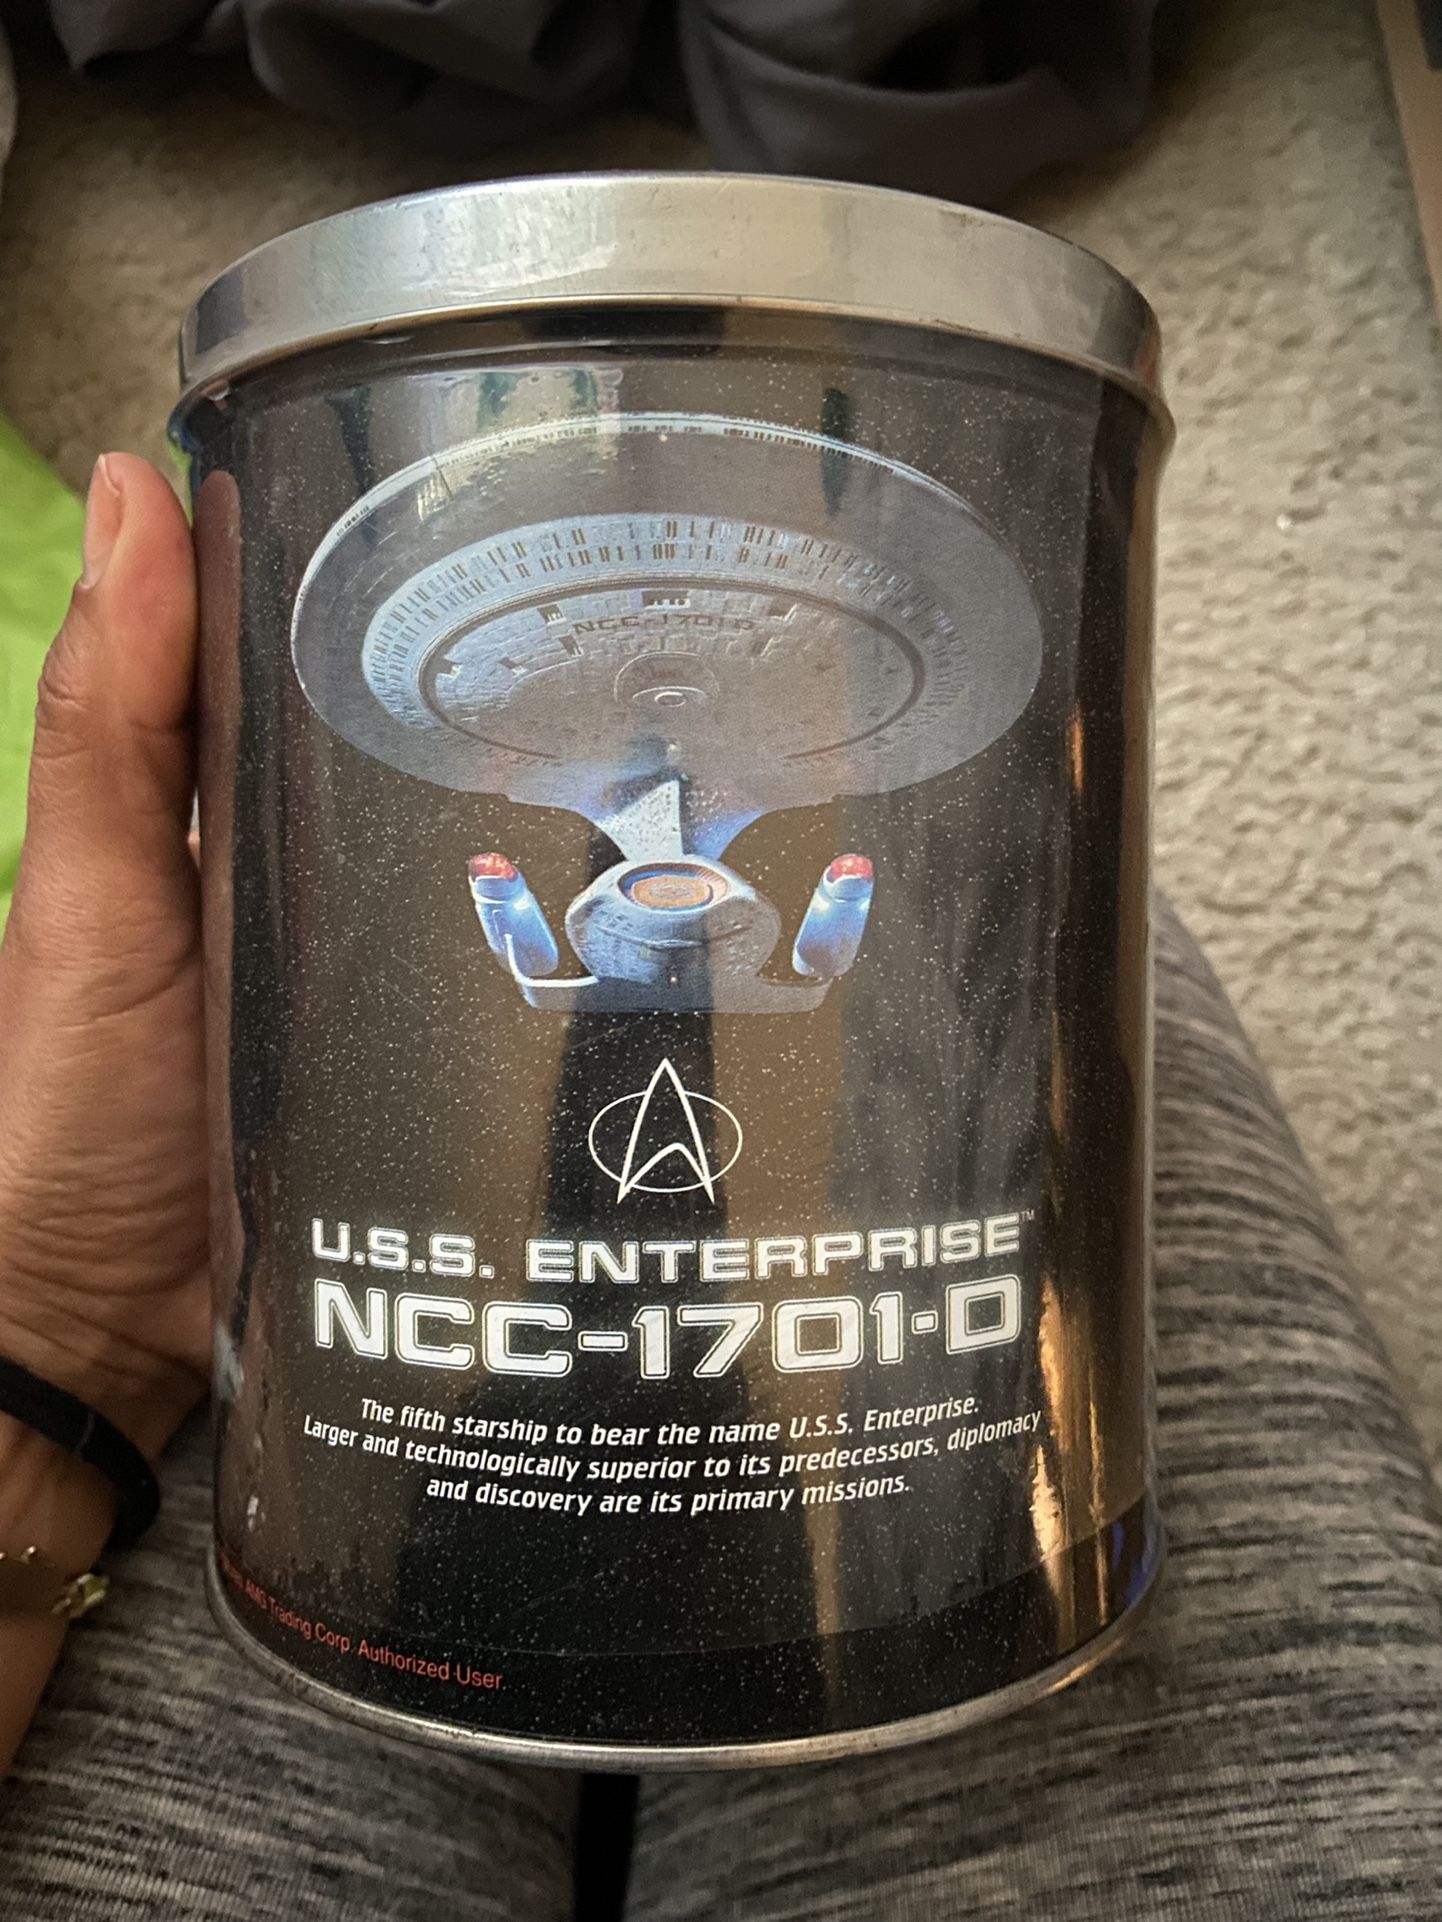 NCC-1701-D
U.S.S. ENTERPRISE™
NCC-1701-D
The fifth starship to bear the name U.S.S. Enterprise.
Larger and technologically superior to its predecessors, diplomacy
and discovery are its primary missions.
AMG Trading Corp. Authorized User.